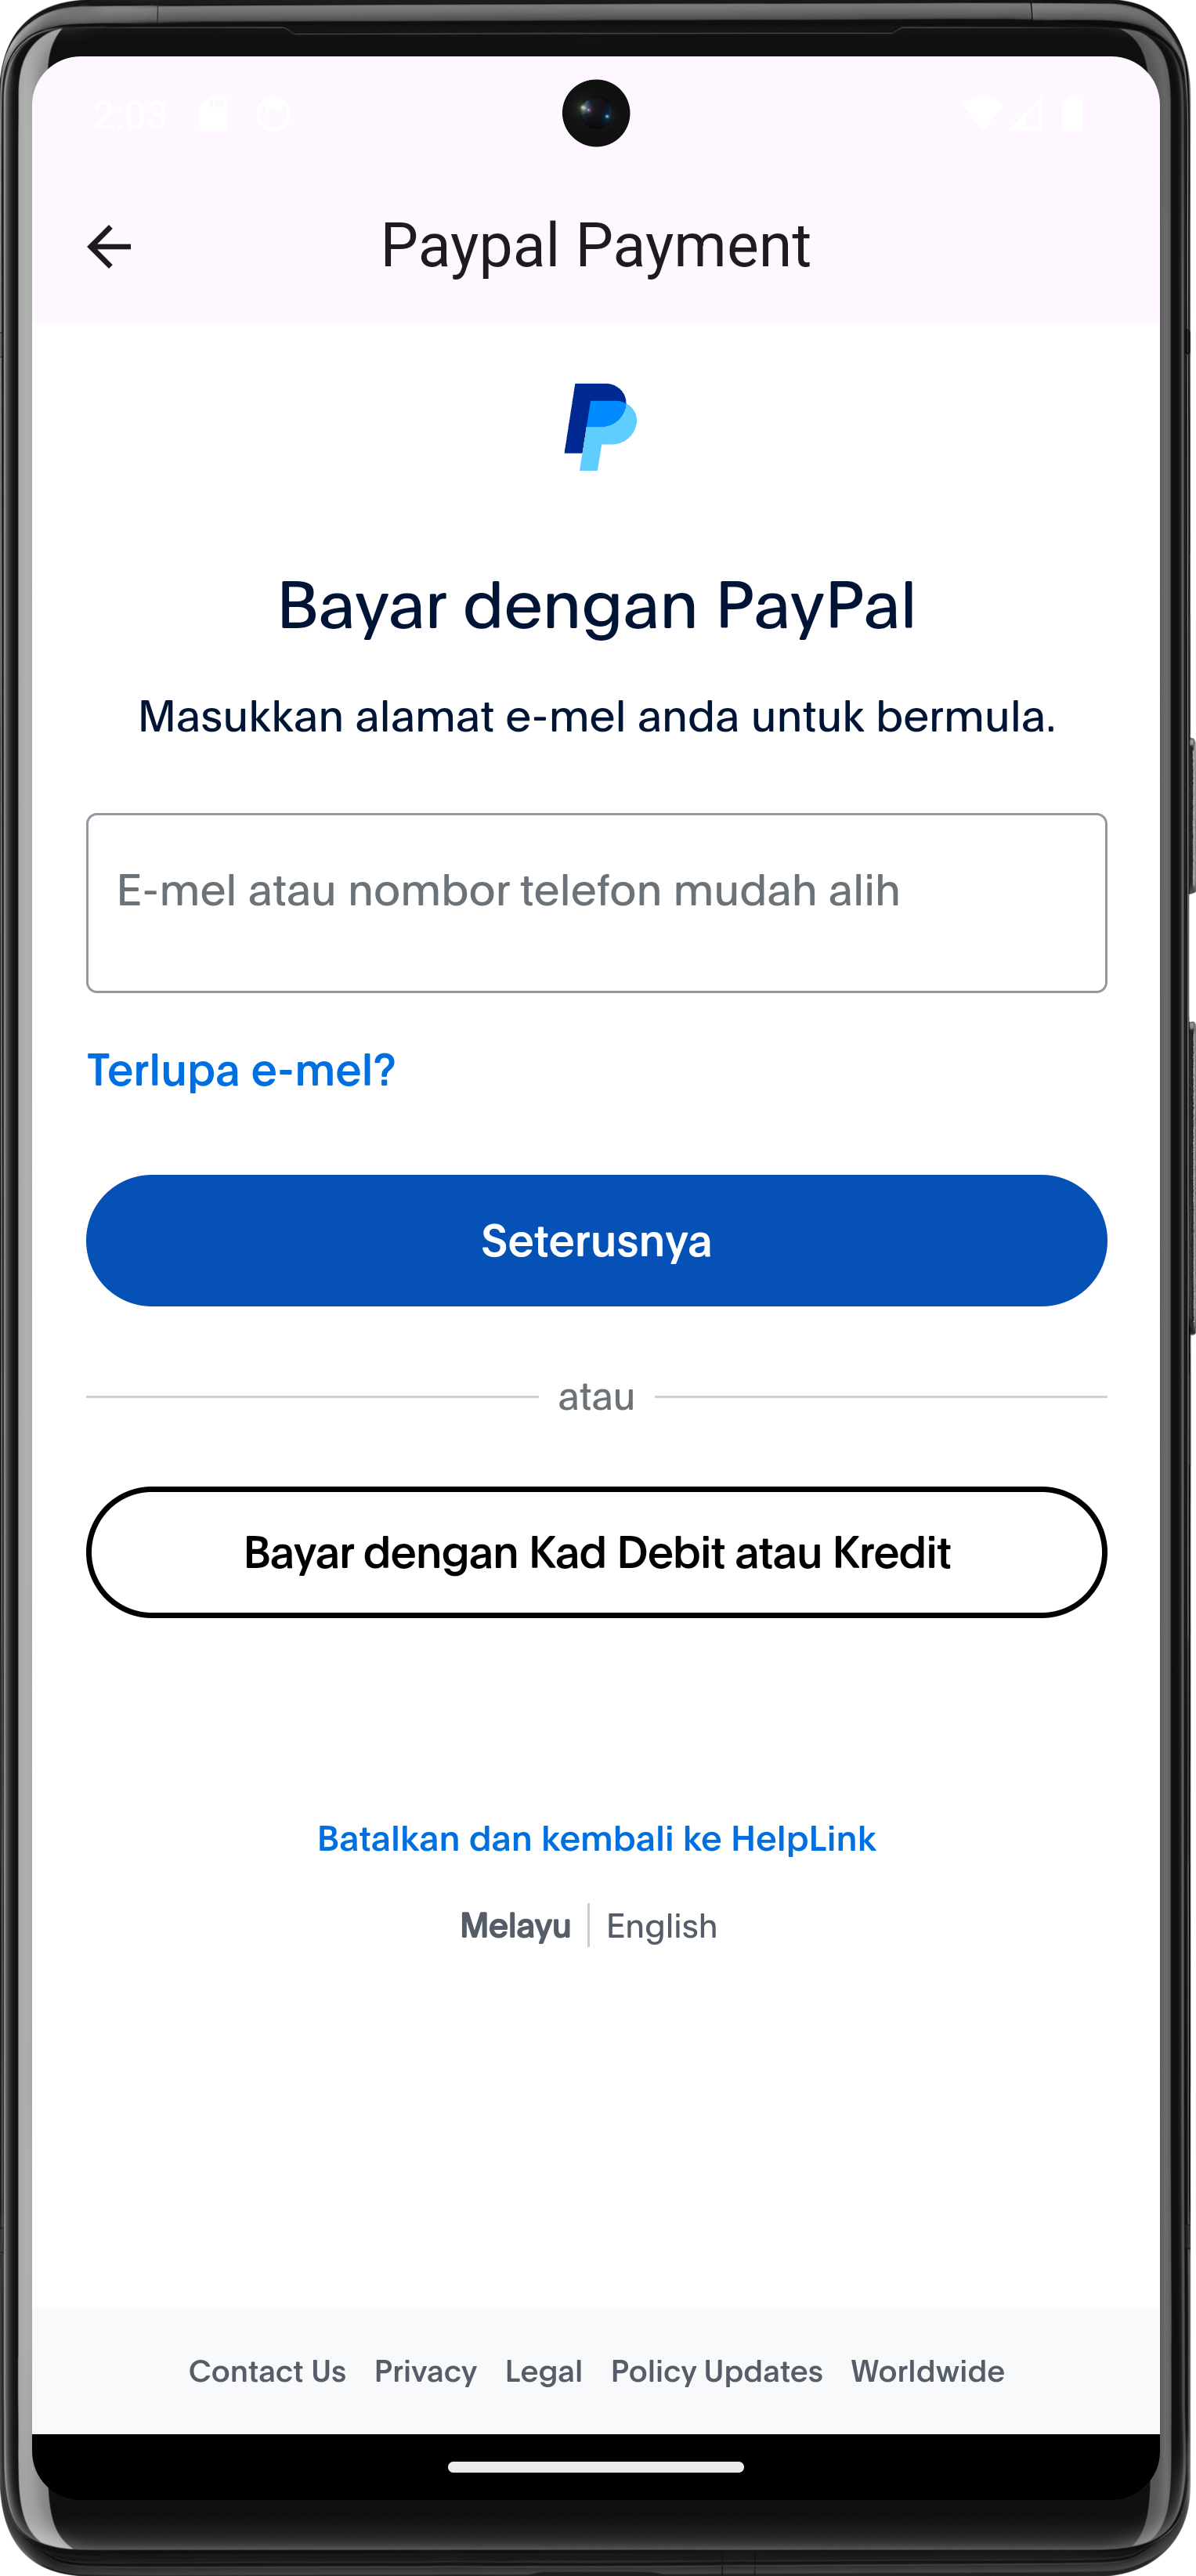 2:03
Paypal Payment
Bayar dengan PayPal
Masukkan alamat e-mel anda untuk bermula.
E-mel atau nombor telefon mudah alih
Terlupa e-mel?
Seterusnya
atau
Bayar dengan Kad Debit atau Kredit
Batalkan dan kembali ke HelpLink
Melayu | English
Contact Us Privacy Legal Policy Updates Worldwide